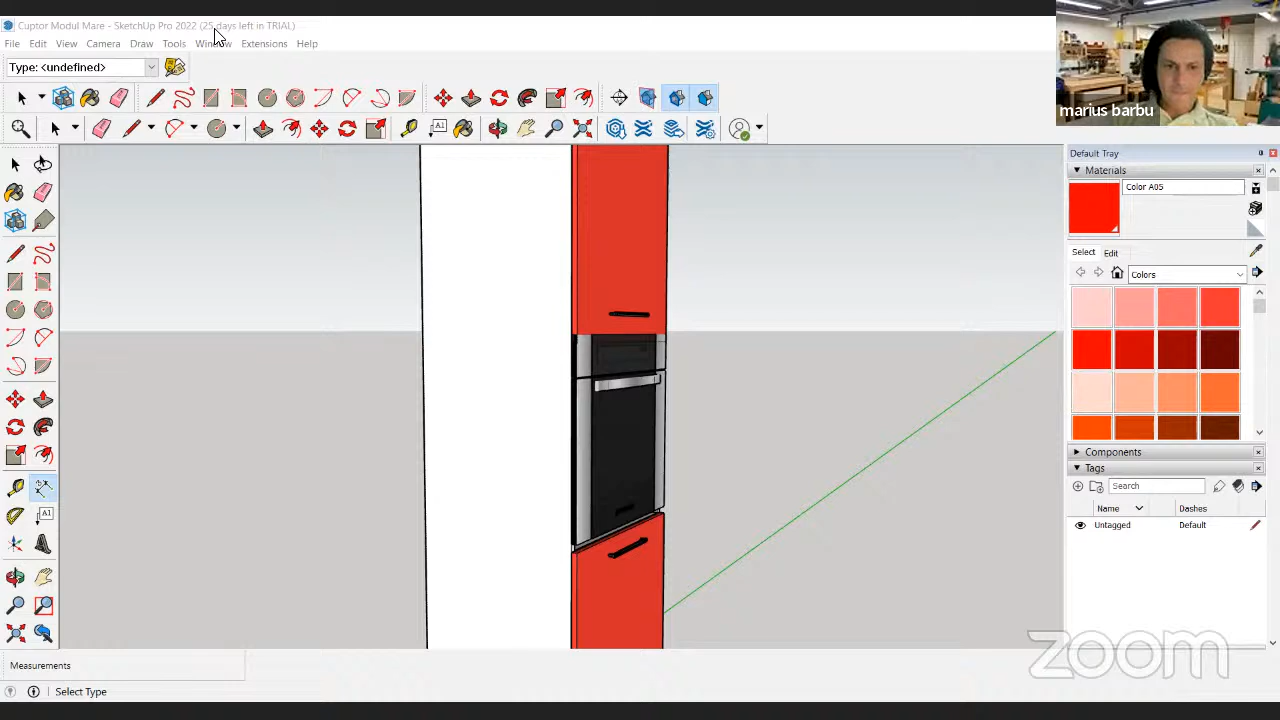 Cuptor Modul Mare - SketchUp Pro 2022 (25 days left in TRIAL)
File Edit View Camera Draw Tools Window Extensions Help
Type: <undefined>
marius barbu
A1
Default Tray
Materials
Color A05
Select Edit
Colors
Components
Tags
Search
Name Dashes
Untagged Default
A1
zoom
Measurements
Select Type